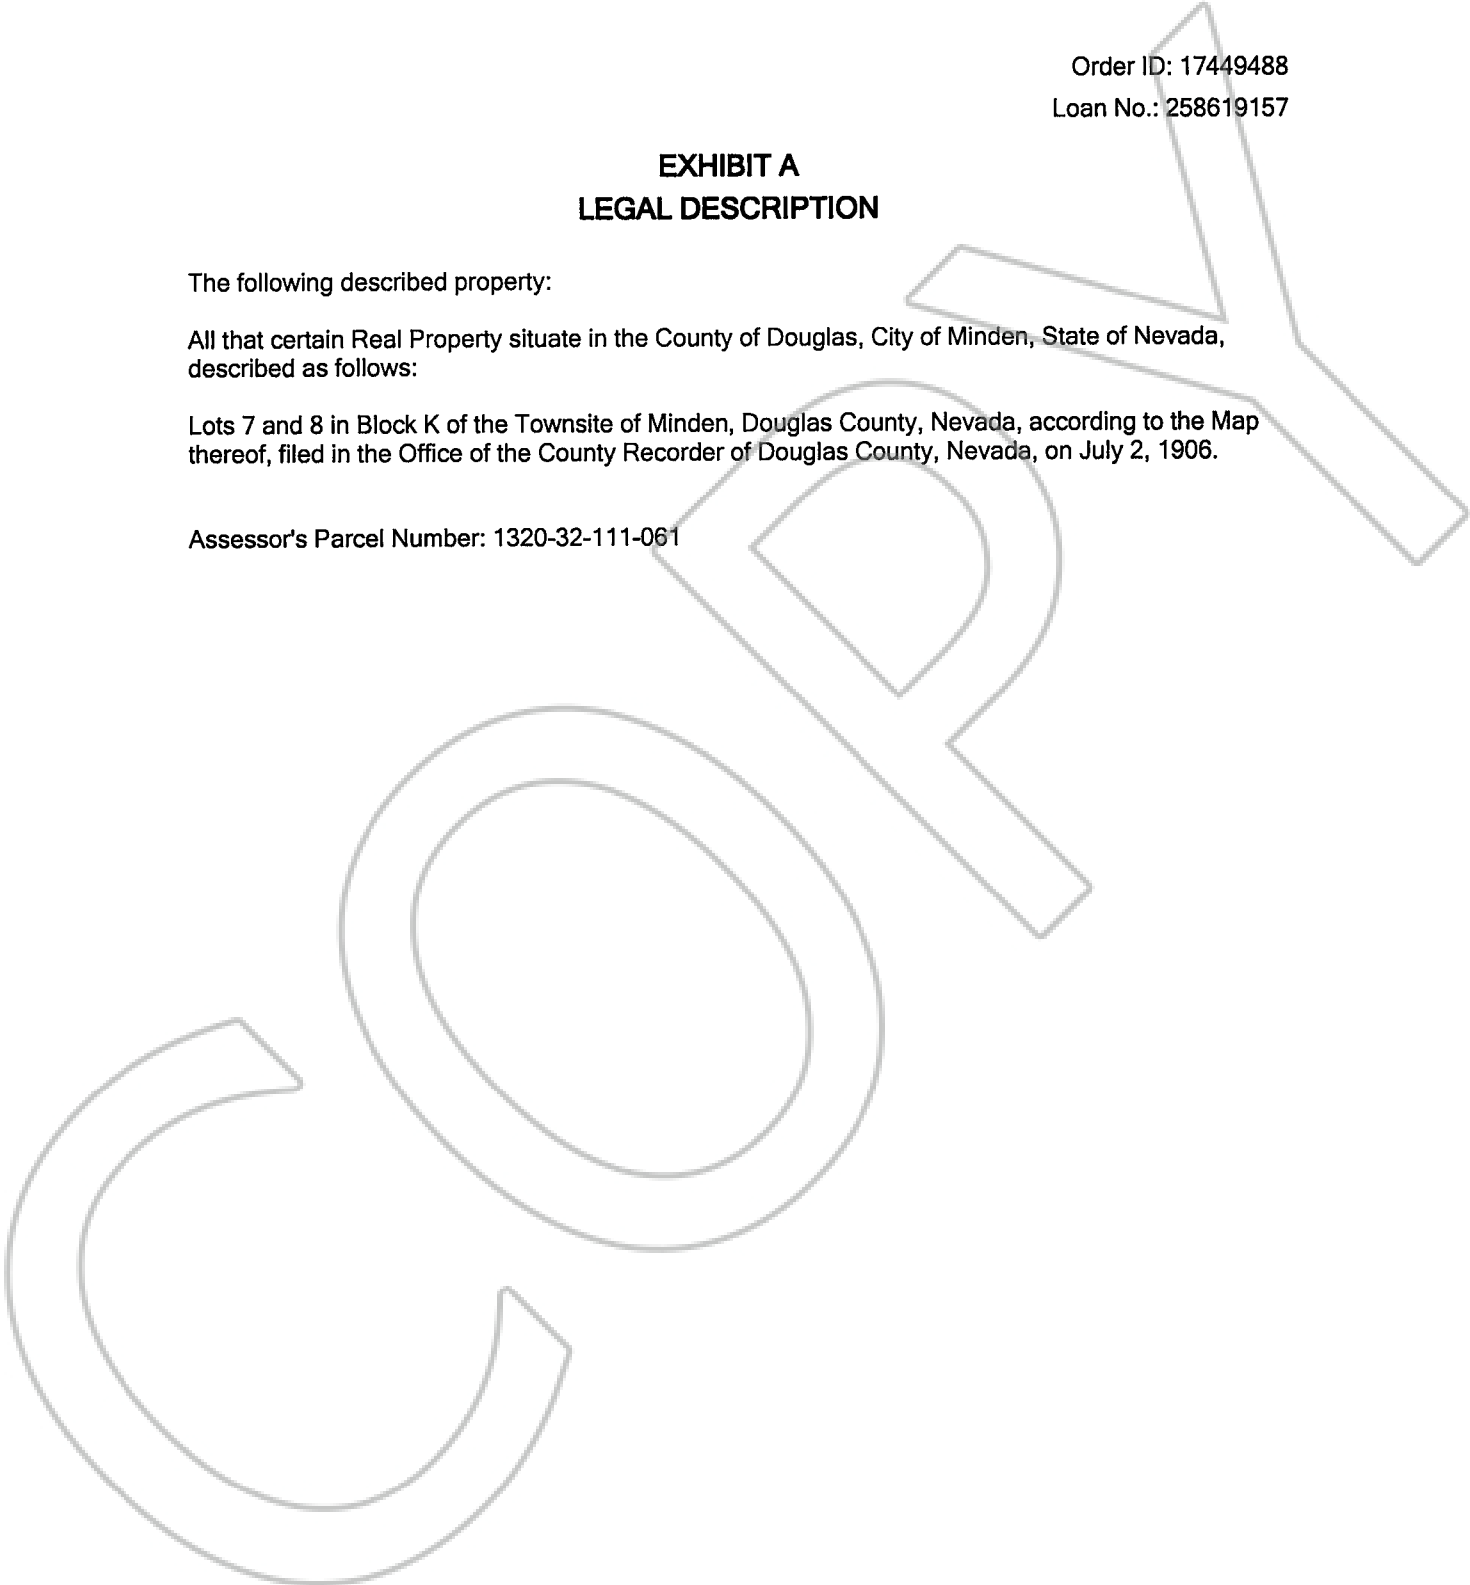 Order ID: 17449488
Loan No.: 258619157
EXHIBIT A
LEGAL DESCRIPTION
The following described property:
All that certain Real Property situate in the County of Douglas, City of Minden, State of Nevada,
described as follows:
Lots 7 and 8 in Block K of the Townsite of Minden, Douglas County, Nevada, according to the Map
thereof, filed in the Office of the County Recorder of Douglas County, Nevada, on July 2, 1906.
Assessor's Parcel Number: 1320-32-111-061
COPY